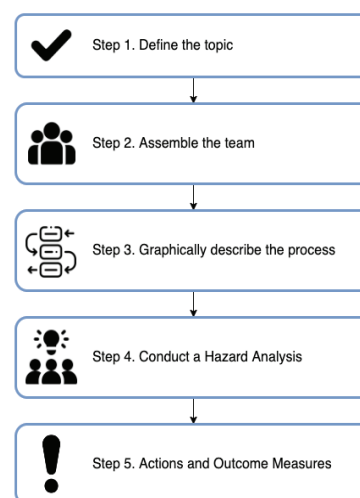 Step 1. Define the topic
Step 2. Assemble the team
Step 3. Graphically describe the process
Step 4. Conduct a Hazard Analysis
Step 5. Actions and Outcome Measures